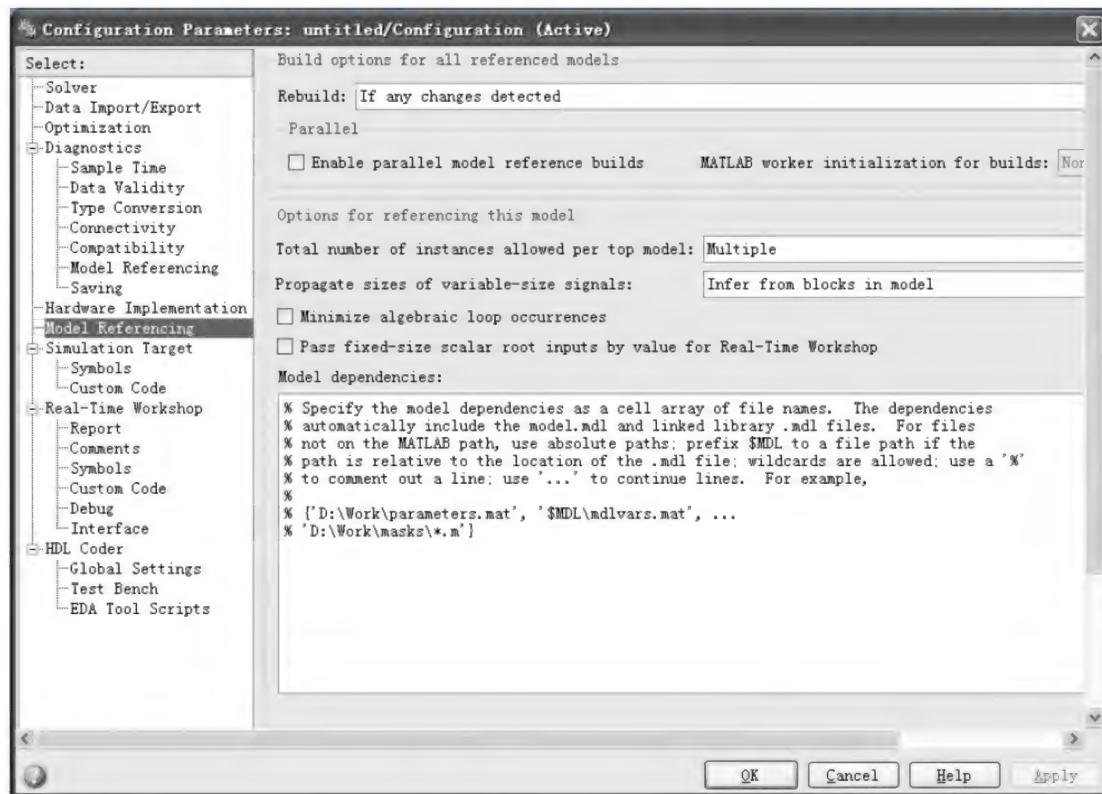 Configuration Parameters: untitled/Configuration (Active)
Select:
Solver
Data Import/Export
Optimization
Diagnostics
Sample Time
Data Validity
Type Conversion
Connectivity
Compatibility
Model Referencing
Saving
Hardware Implementation
Model Referencing
Simulation Target
Symbols
Custom Code
Real-Time Workshop
Report
Comments
Symbols
Custom Code
Debug
Interface
HDL Coder
Global Settings
Test Bench
EDA Tool Scripts
Build options for all referenced models
Rebuild: If any changes detected
Parallel
Enable parallel model reference builds MATLAB worker initialization for builds: Nor
Options for referencing this model
Total number of instances allowed per top model: Multiple
Propagate sizes of variable-size signals: Infer from blocks in model
Minimize algebraic loop occurrences
Pass fixed-size scalar root inputs by value for Real-Time Workshop
Model dependencies:
% Specify the model dependencies as a cell array of file names. The dependencies
% automatically include the model.mdl and linked library .mdl files. For files
% not on the MATLAB path, use absolute paths; prefix $MDL to a file path if the
% path is relative to the location of the .mdl file; wildcards are allowed; use a '%'
% to comment out a line; use '...' to continue lines. For example,
%
% {'D:\Work\parameters.mat', '$MDL\mdlvars.mat', ...
% 'D:\Work\masks\*.m'}
OK Cancel Help Apply